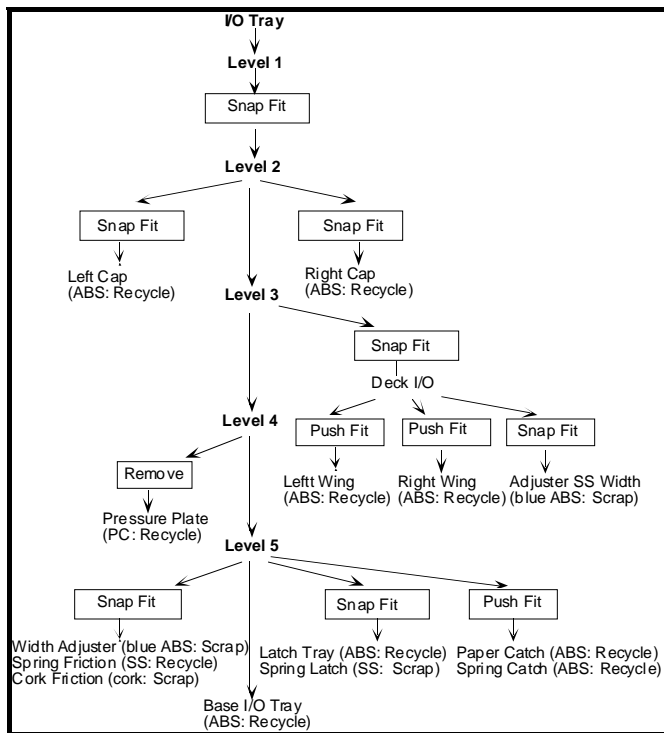 I/O Tray
Level 1
Snap Fit
Level 2
Snap Fit
Snap Fit
Left Cap
(ABS: Recycle)
Right Cap
(ABS: Recycle)
Level 3
Snap Fit
Deck I/O
Level 4
Push Fit
Push Fit
Snap Fit
Remove
Left Wing
(ABS: Recycle)
Right Wing
(ABS: Recycle)
Adjuster SS Width
(blue ABS: Scrap)
Pressure Plate
(PC: Recycle)
Level 5
Snap Fit
Snap Fit
Push Fit
Width Adjuster (blue ABS: Scrap)
Spring Friction (SS: Recycle)
Cork Friction (cork: Scrap)
Latch Tray (ABS: Recycle)
Spring Latch (SS: Scrap)
Paper Catch (ABS: Recycle)
Spring Catch (ABS: Recycle)
Base I/O Tray
(ABS: Recycle)